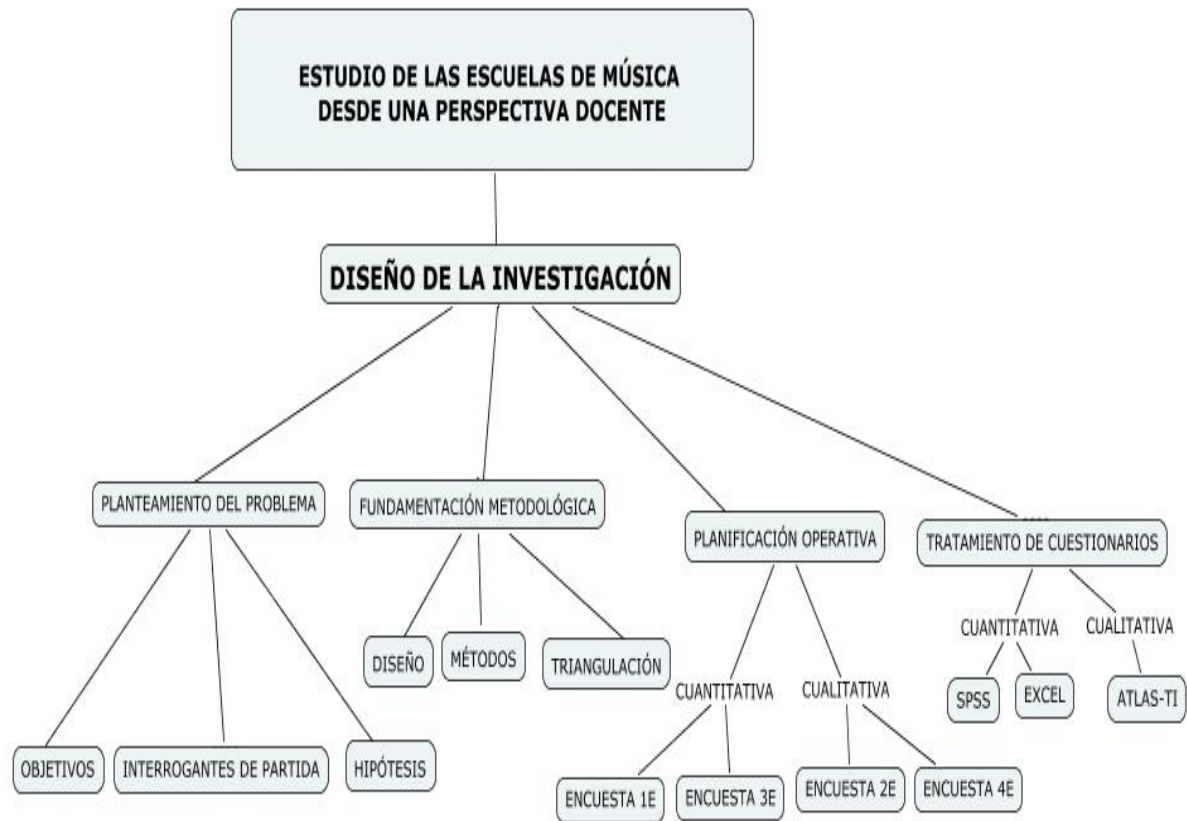 ESTUDIO DE LAS ESCUELAS DE MÚSICA
DESDE UNA PERSPECTIVA DOCENTE
DISEÑO DE LA INVESTIGACIÓN
PLANTEAMIENTO DEL PROBLEMA
FUNDAMENTACIÓN METODOLÓGICA
PLANIFICACIÓN OPERATIVA
TRATAMIENTO DE CUESTIONARIOS
OBJETIVOS
INTERROGANTES DE PARTIDA
HIPÓTESIS
DISEÑO
MÉTODOS
TRIANGULACIÓN
CUANTITATIVA
CUALITATIVA
ENCUESTA 1E
ENCUESTA 3E
ENCUESTA 2E
ENCUESTA 4E
CUANTITATIVA
CUALITATIVA
SPSS
EXCEL
ATLAS-TI